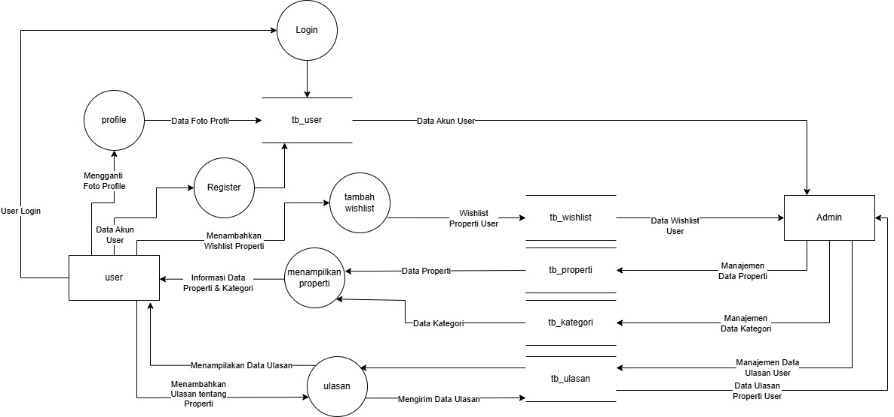 Login
profile
Data Foto Profil
tb_user
Data Akun User
Mengganti
Foto Profile
Register
tambah
wishlist
User Login
Data Akun
User
Menambahkan
Wishlist Properti
Wishlist
Properti User
tb_wishlist
Data Wishlist
User
Admin
user
Informasi Data
Properti & Kategori
menampilkan
properti
Data Properti
tb_properti
Manajemen
Data Properti
Data Kategori
tb_kategori
Manajemen
Data Kategori
Menampilakan Data Ulasan
ulasan
tb_ulasan
Manajemen Data
Ulasan User
Menambahkan
Ulasan tentang
Properti
Mengirim Data Ulasan
Data Ulasan
Properti User